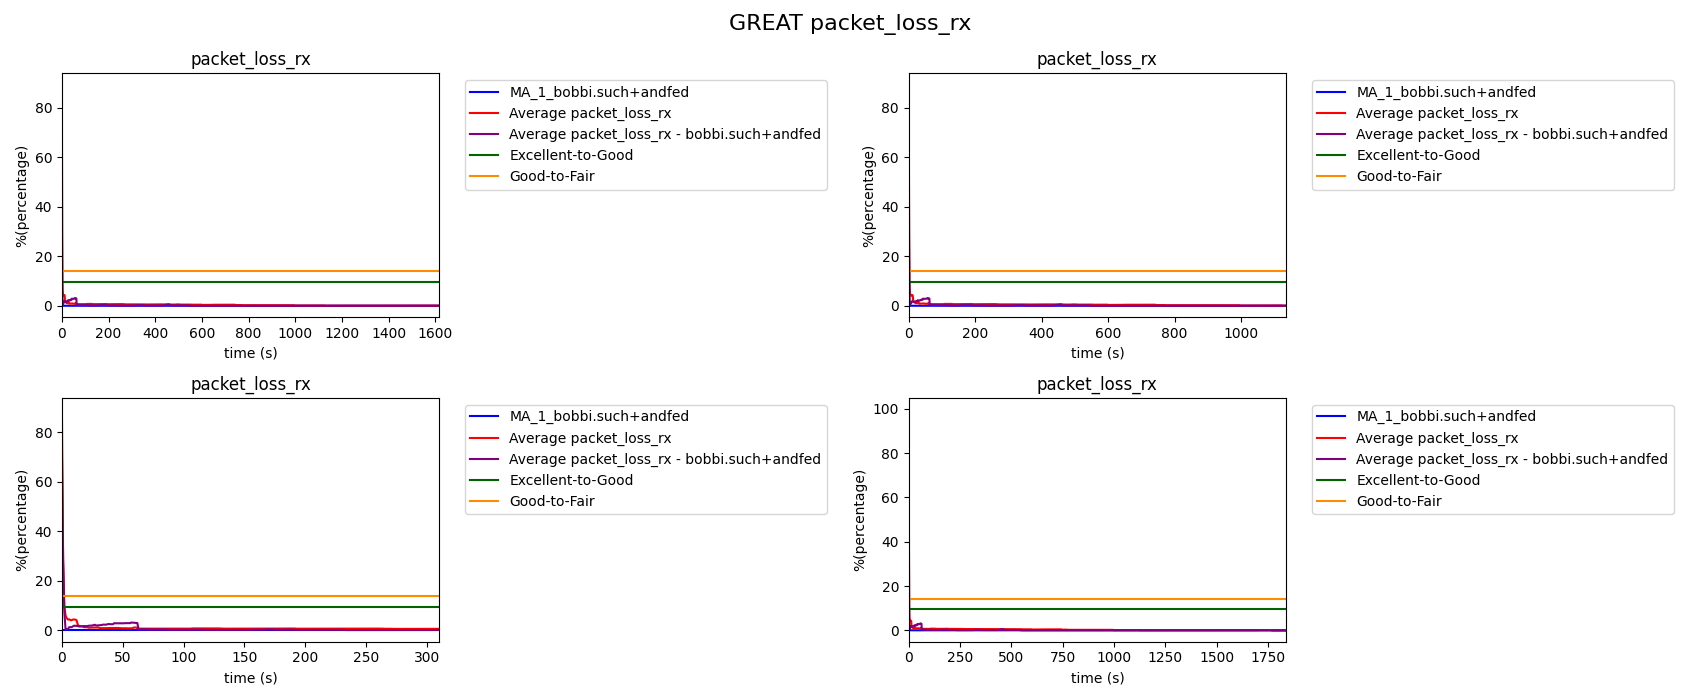 GREAT packet_loss_rx
packet_loss_rx
%(percentage)
80
60
40
20
0
0 200 400 600 800 1000 1200 1400 1600
time (s)
MA_1_bobbi.such+andfed
Average packet_loss_rx
Average packet_loss_rx - bobbi.such+andfed
Excellent-to-Good
Good-to-Fair
packet_loss_rx
%(percentage)
80
60
40
20
0
0 200 400 600 800 1000
time (s)
MA_1_bobbi.such+andfed
Average packet_loss_rx
Average packet_loss_rx - bobbi.such+andfed
Excellent-to-Good
Good-to-Fair
packet_loss_rx
%(percentage)
80
60
40
20
0
0 50 100 150 200 250 300
time (s)
MA_1_bobbi.such+andfed
Average packet_loss_rx
Average packet_loss_rx - bobbi.such+andfed
Excellent-to-Good
Good-to-Fair
packet_loss_rx
%(percentage)
100
80
60
40
20
0
0 250 500 750 1000 1250 1500 1750
time (s)
MA_1_bobbi.such+andfed
Average packet_loss_rx
Average packet_loss_rx - bobbi.such+andfed
Excellent-to-Good
Good-to-Fair